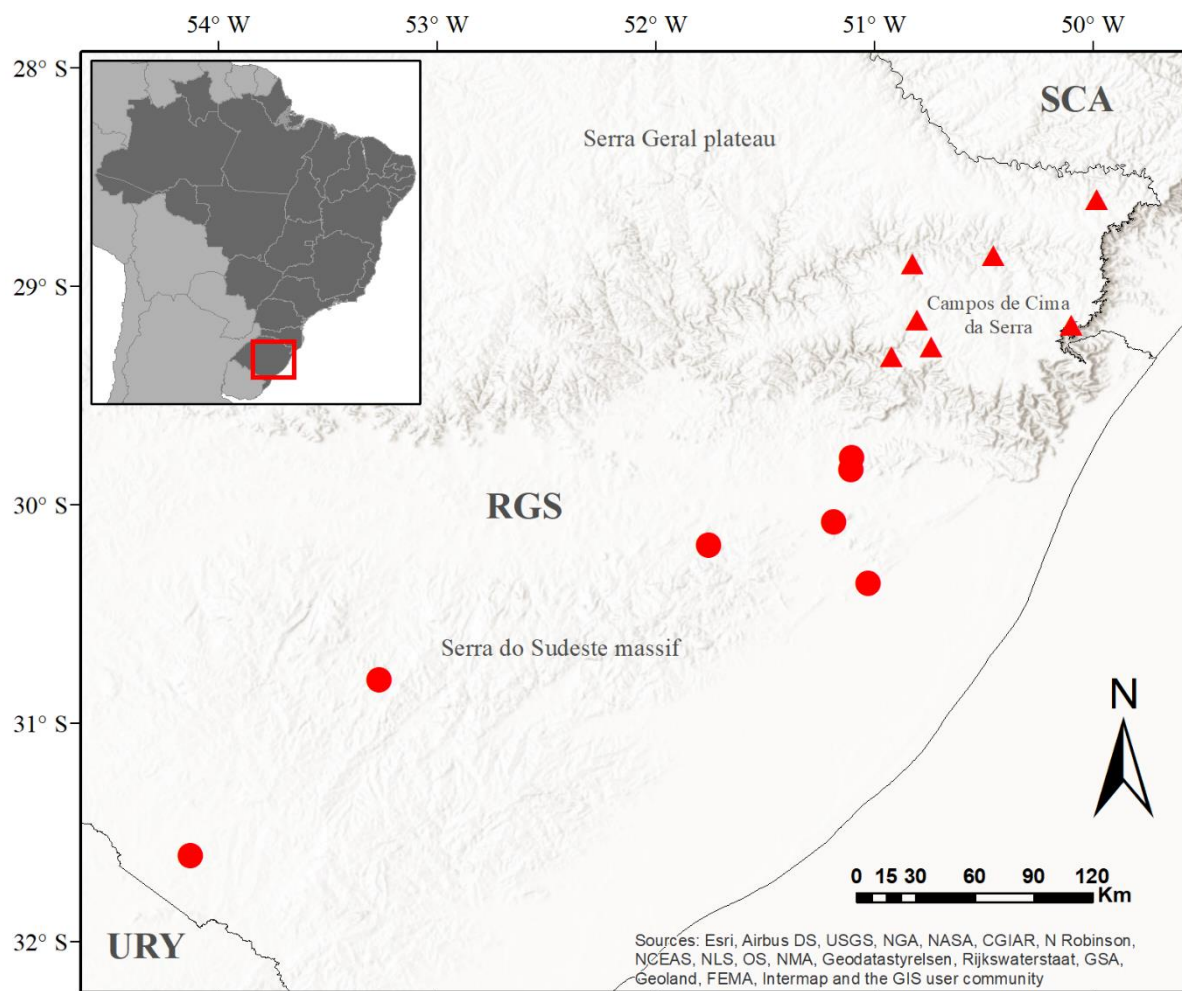 54° W 53° W 52° W 51° W 50° W
28° S
SCA
Serra Geral plateau
29° S
Campos de Cima
da Serra
30° S
RGS
Serra do Sudeste massif
31° S
N
0 15 30 60 90 120
Km
URY
32° S
Sources: Esri, Airbus DS, USGS, NGA, NASA, CGIAR, N Robinson,
NCEAS, NLS, OS, NMA, Geodatastyrelsen, Rijkswaterstaat, GSA,
Geoland, FEMA, Intermap and the GIS user community